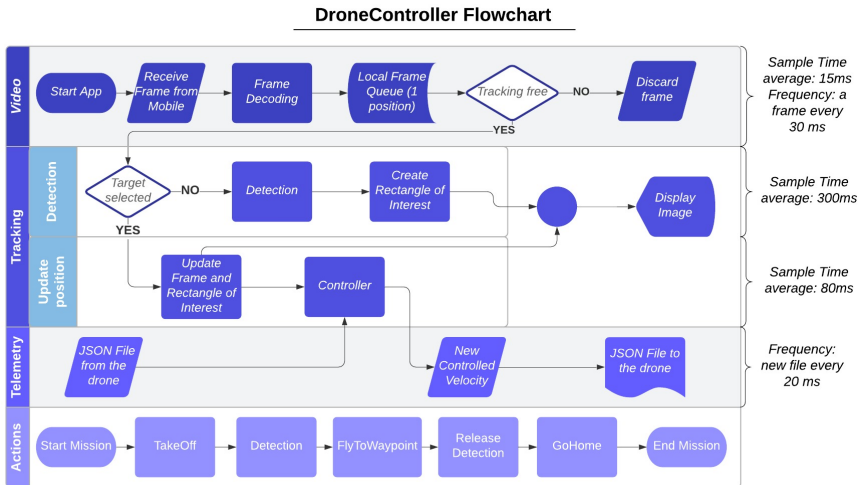 DroneController Flowchart
Video
Start App
Receive
Frame from
Mobile
Frame
Decoding
Local Frame
Queue (1
position)
Tracking free
NO
Discard
frame
YES
Sample Time
average: 15ms
Frequency: a
frame every
30 ms
Tracking
Detection
Target
selected
NO
Detection
Create
Rectangle of
Interest
Display
Image
Sample Time
average: 300ms
YES
Update
position
Update
Frame and
Rectangle of
Interest
Controller
Sample Time
average: 80ms
Telemetry
JSON File
from the
drone
New
Controlled
Velocity
JSON File to
the drone
Frequency:
new file every
20 ms
Actions
Start Mission
TakeOff
Detection
FlyToWaypoint
Release
Detection
GoHome
End Mission